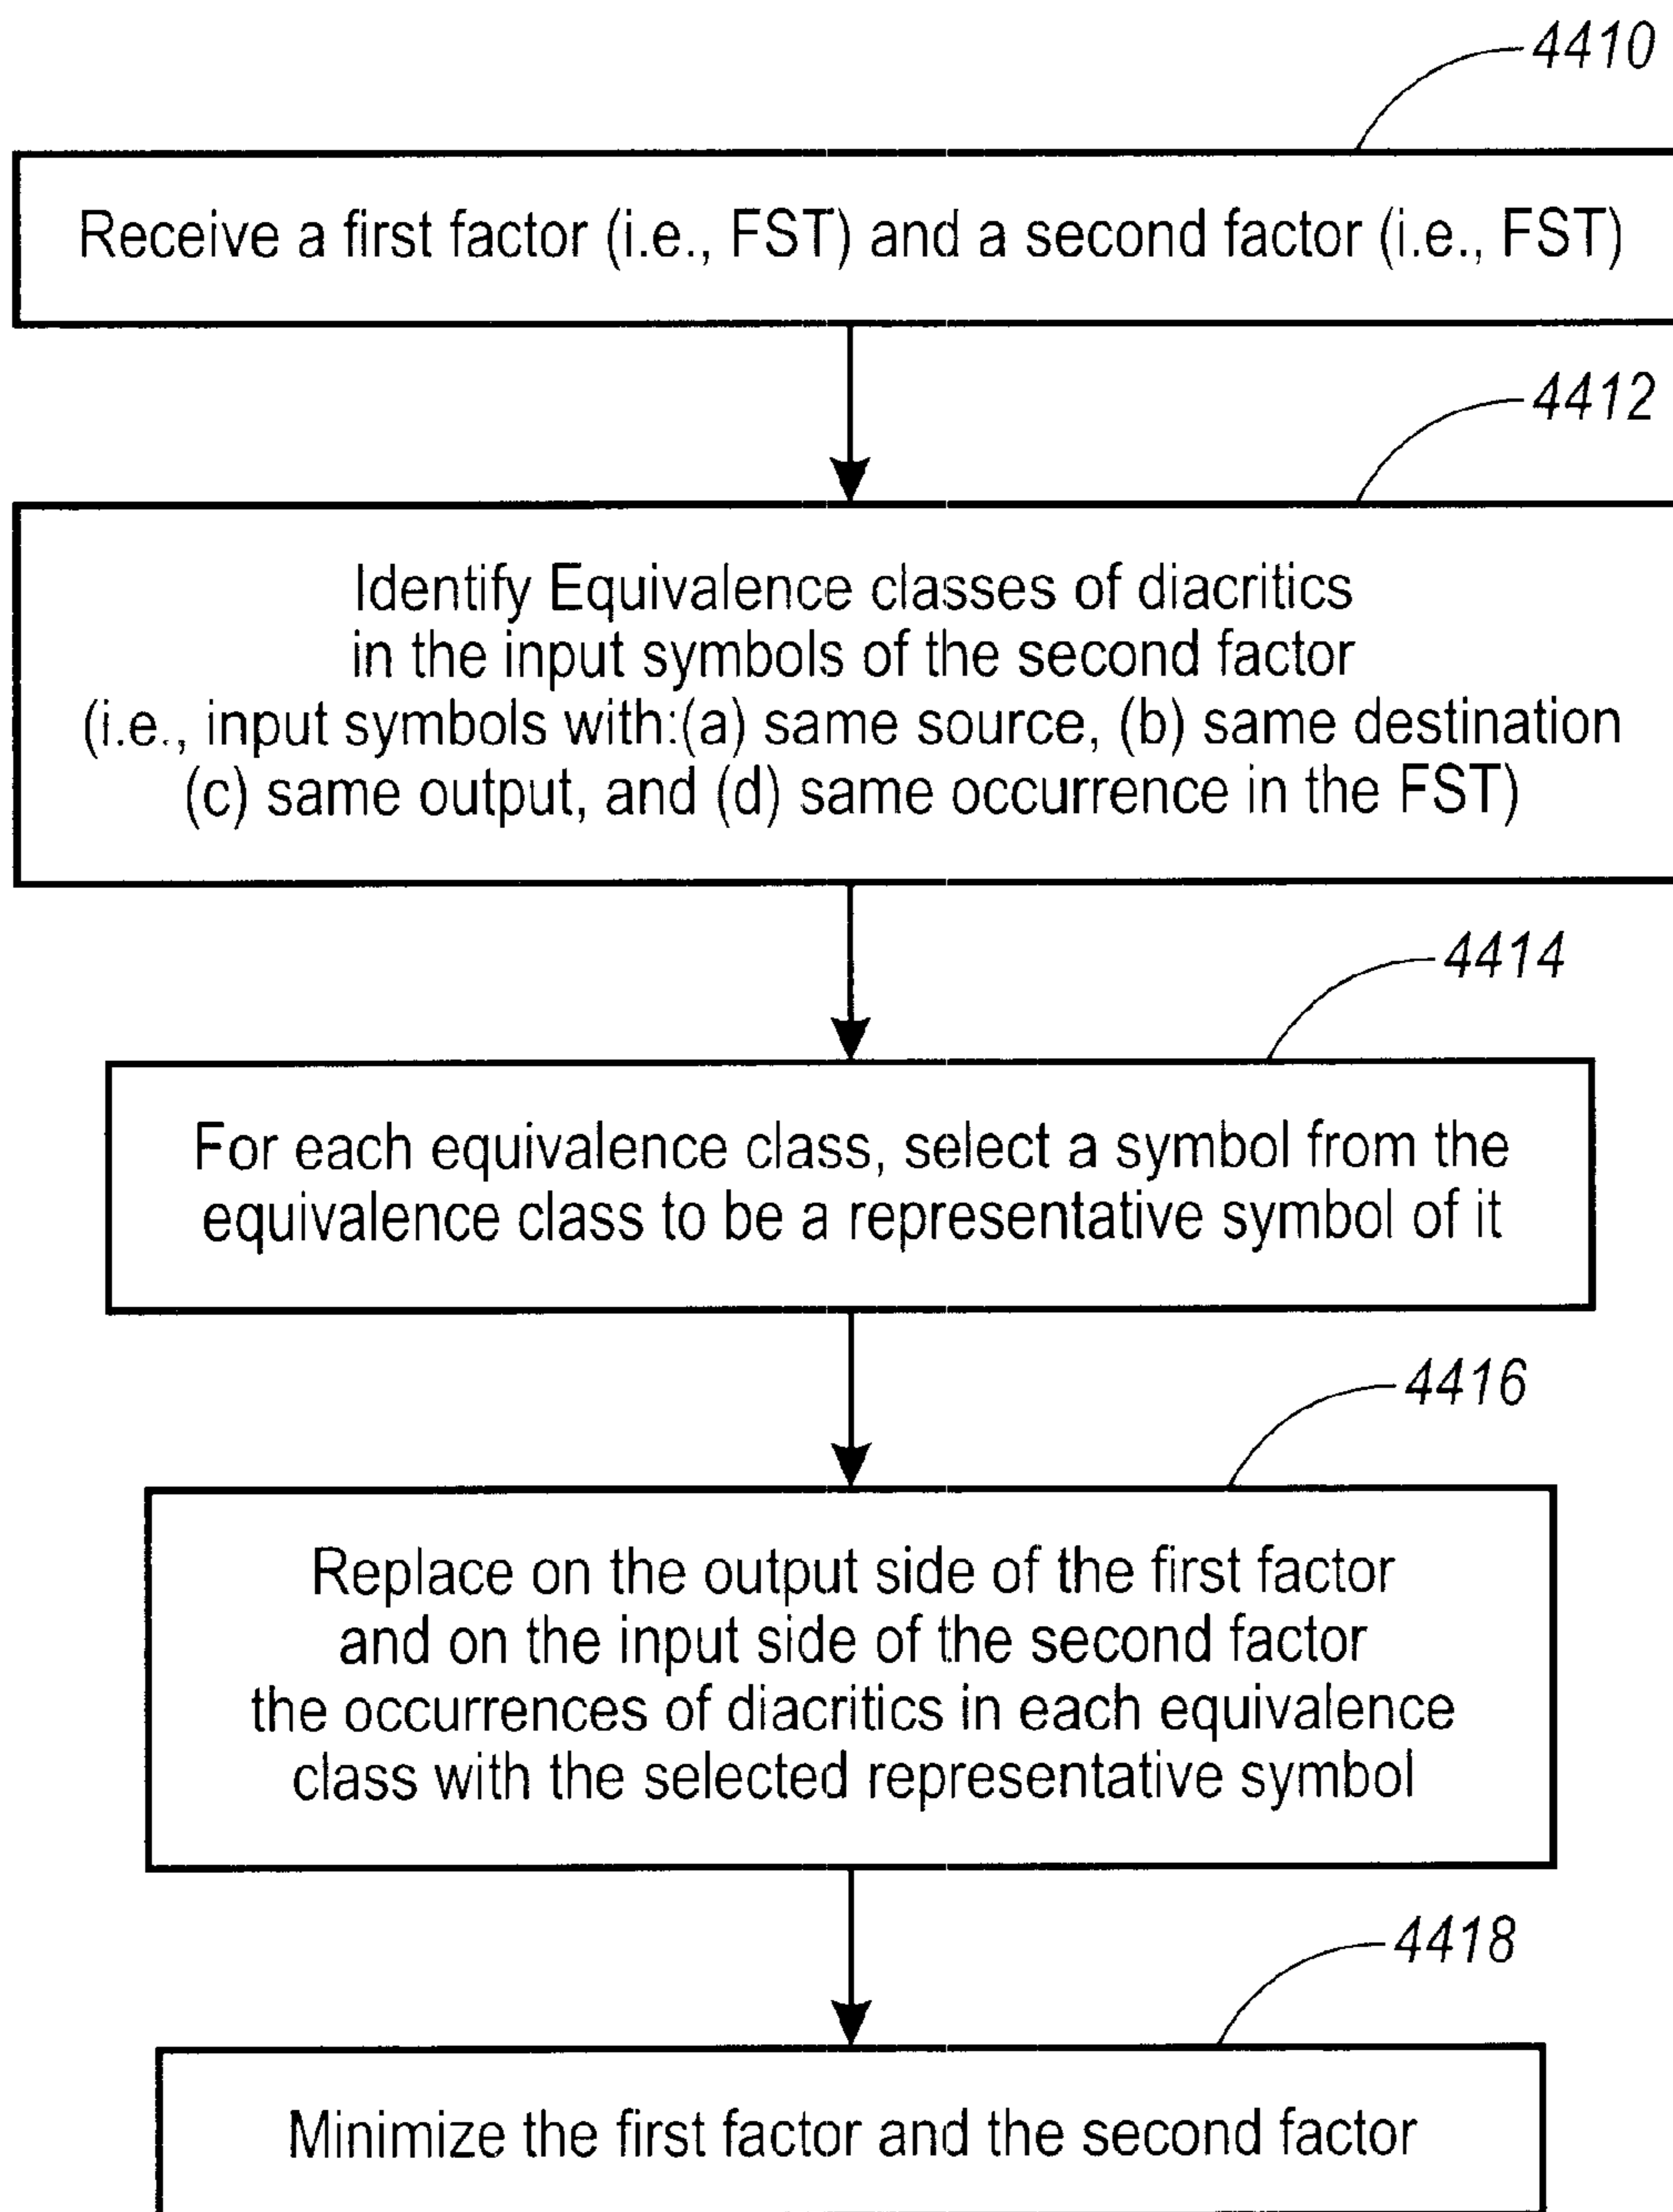 4410
Receive a first factor (i.e., FST) and a second factor (i.e., FST)
4412
Identify Equivalence classes of diacritics
in the input symbols of the second factor
(i.e., input symbols with:(a) same source, (b) same destination
(c) same output, and (d) same occurrence in the FST)
4414
For each equivalence class, select a symbol from the
equivalence class to be a representative symbol of it
4416
Replace on the output side of the first factor
and on the input side of the second factor
the occurrences of diacritics in each equivalence
class with the selected representative symbol
4418
Minimize the first factor and the second factor